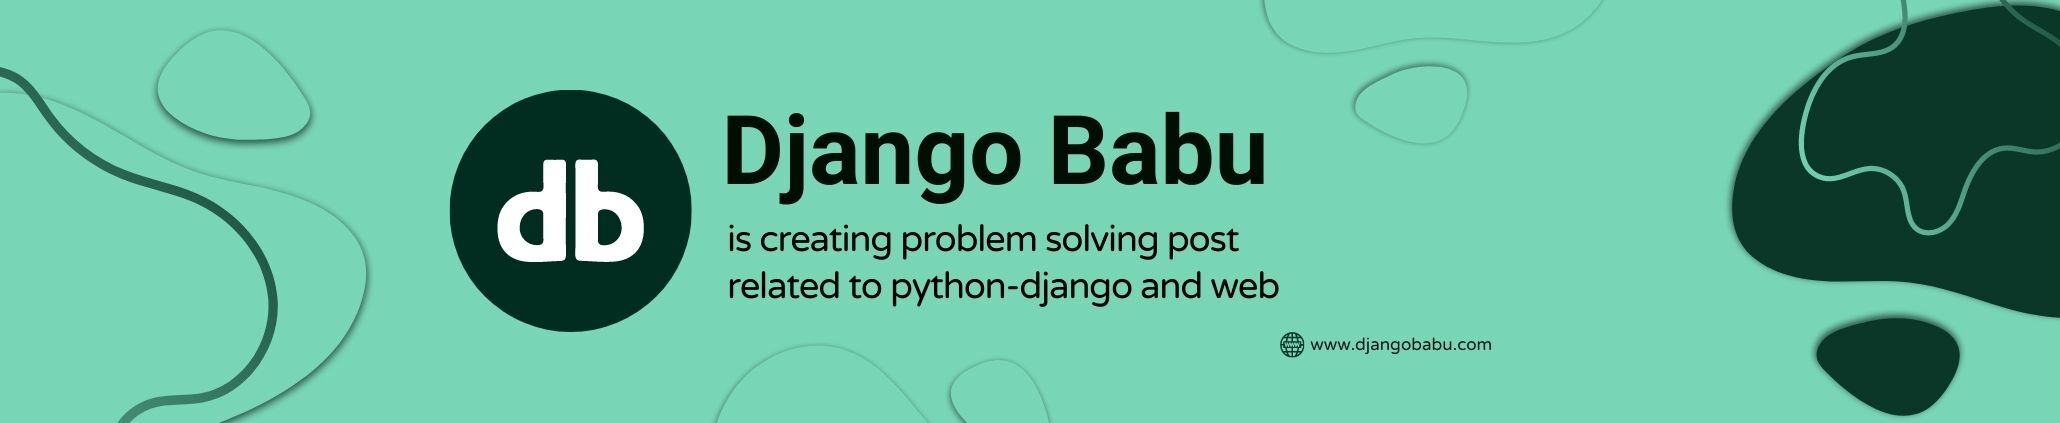 db
Django Babu
is creating problem solving post
related to python-django and web
www.djangobabu.com